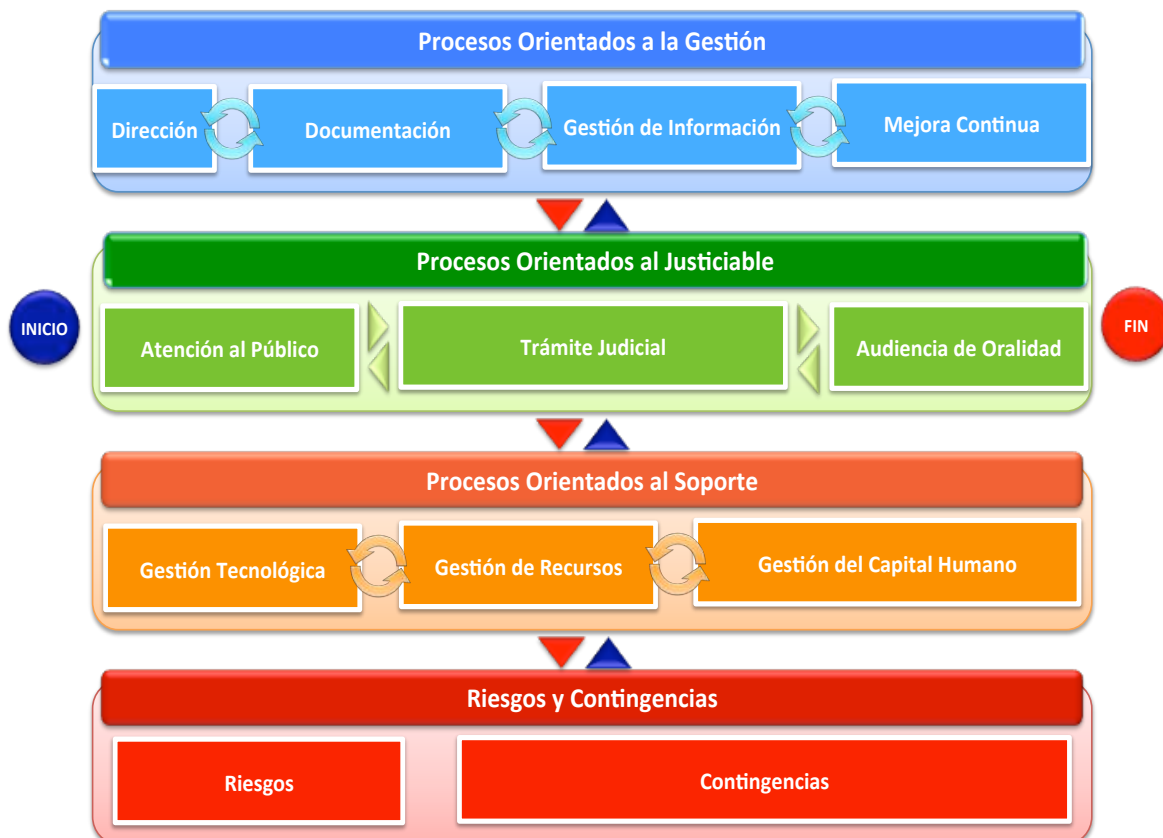 Procesos Orientados a la Gestión
Dirección
Documentación
Gestión de Información
Mejora Continua
Procesos Orientados al Justiciable
INICIO
Atención al Público
Trámite Judicial
Audiencia de Oralidad
FIN
Procesos Orientados al Soporte
Gestión Tecnológica
Gestión de Recursos
Gestión del Capital Humano
Riesgos y Contingencias
Riesgos
Contingencias